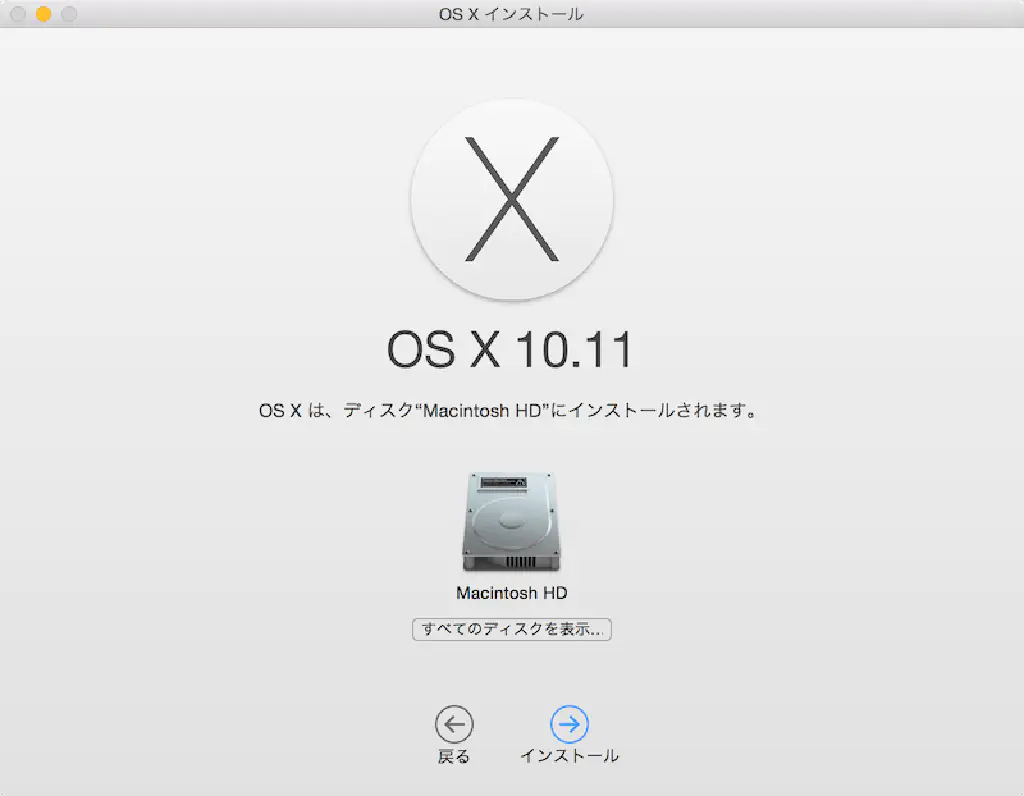 OS X インストール
OS X 10.11
OS X は、ディスク“Macintosh HD”にインストールされます。
Macintosh HD
すべてのディスクを表示...
戻る
インストール